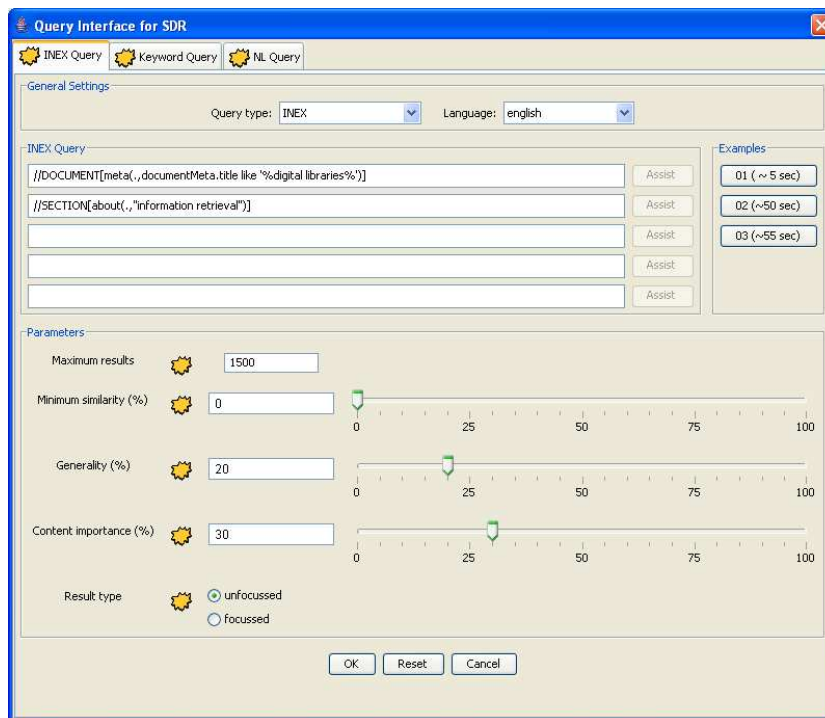 Query Interface for SDR
INEX Query Keyword Query NL Query
General Settings
Query type: INEX Language: english
INEX Query Examples
//DOCUMENT[meta(.,documentMeta.title like '%digital libraries%')] Assist 01 ( ~ 5 sec)
//SECTION[about(.,"information retrieval")] Assist 02 (~50 sec)
Assist 03 (~55 sec)
Assist
Assist
Parameters
Maximum results 1500
Minimum similarity (%) 0
0 25 50 75 100
Generality (%) 20
0 25 50 75 100
Content importance (%) 30
0 25 50 75 100
Result type unfocussed
focussed
OK Reset Cancel